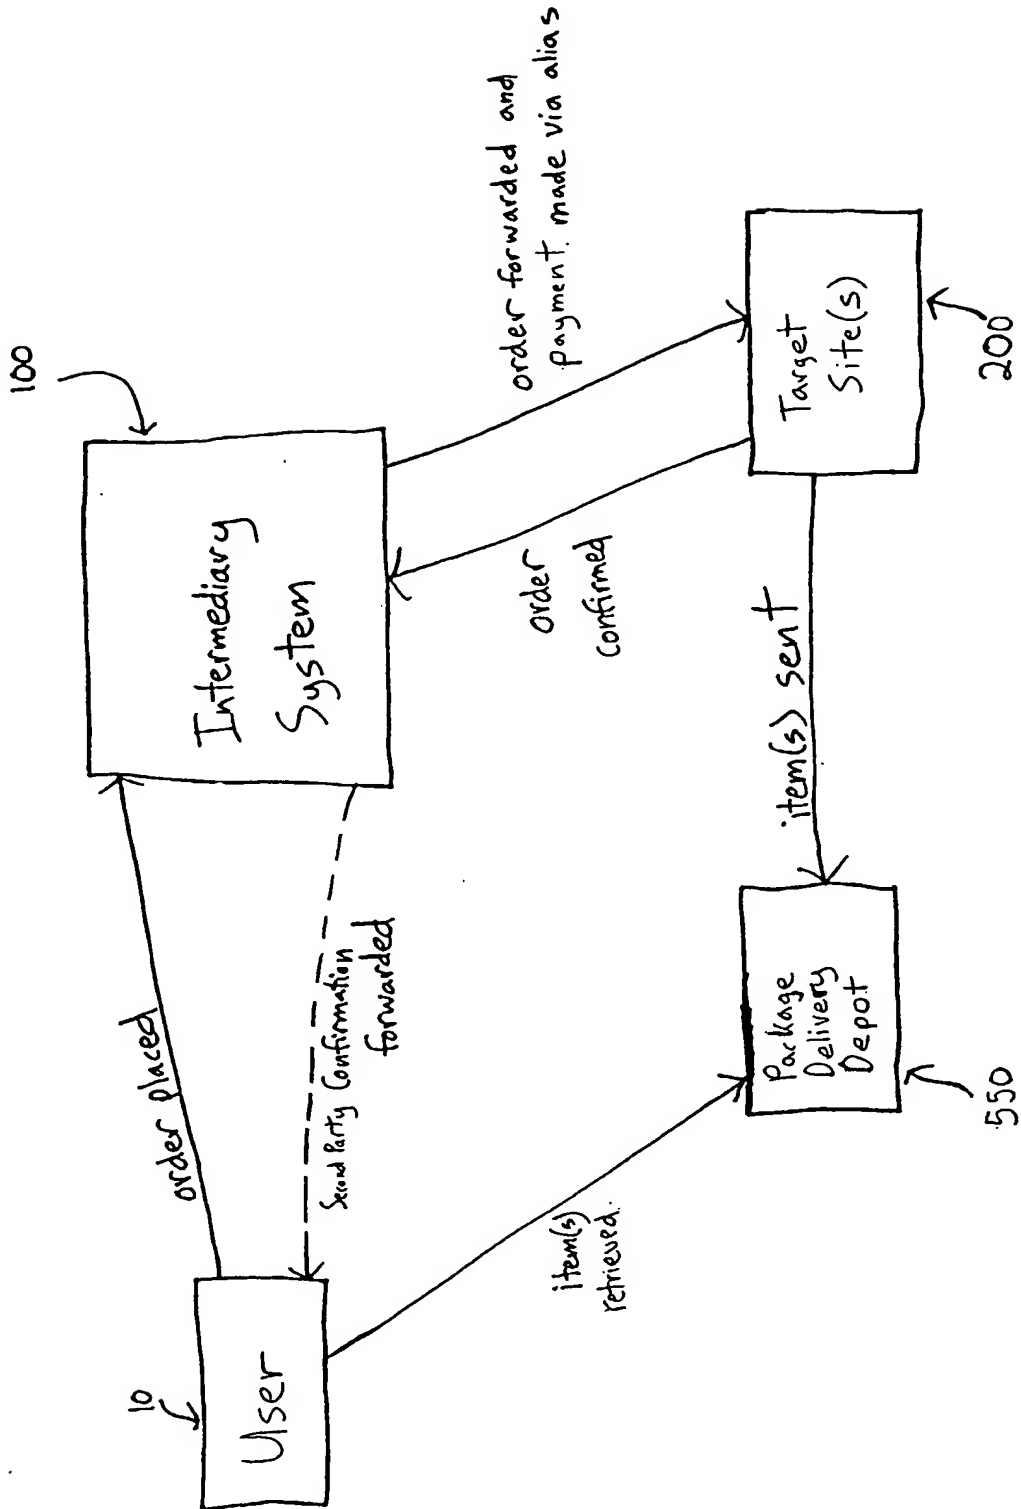 100
Intermediary
System
10
User
order placed
Second Party Confirmation
forwarded
order forwarded and
payment made via alias
order
confirmed
Target
Site(s)
200
item(s) sent
item(s)
retrieved.
Package
Delivery
Depot
550